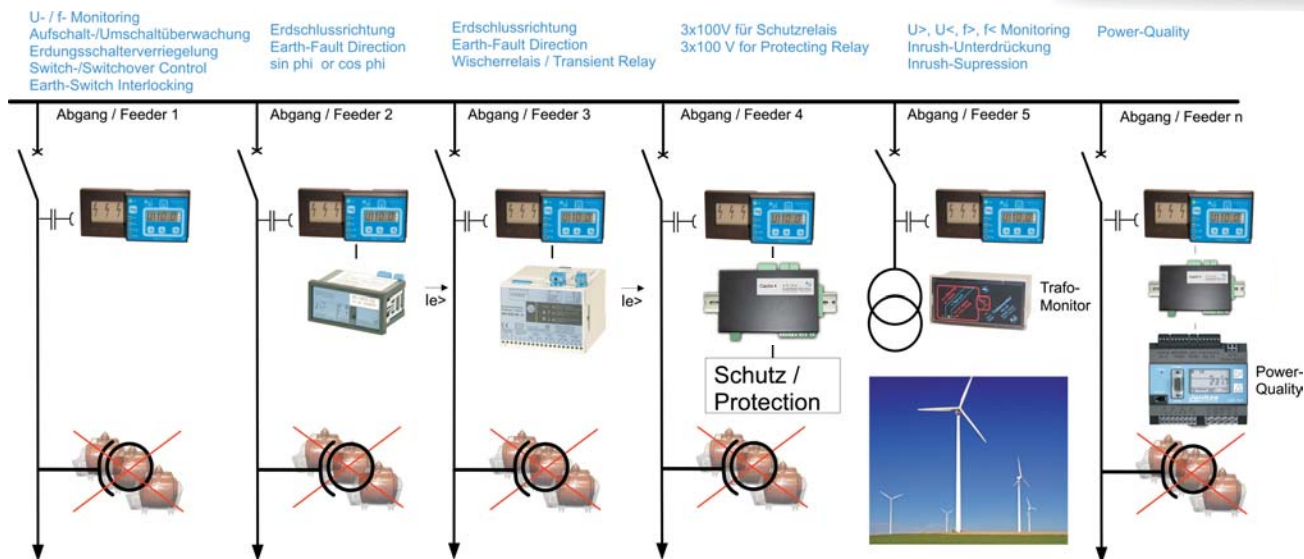 U- / f- Monitoring
Aufschalt-/Umschaltüberwachung
Erdungsschalterverriegelung
Switch-/Switchover Control
Earth-Switch Interlocking
Erdschlussrichtung
Earth-Fault Direction
sin phi or cos phi
Erdschlussrichtung
Earth-Fault Direction
Wischerrelais / Transient Relay
3x100V für Schutzrelais
3x100 V for Protecting Relay
U>, U<, f>, f< Monitoring
Inrush-Unterdrückung
Inrush-Supression
Power-Quality
Abgang / Feeder 1
Abgang / Feeder 2
Abgang / Feeder 3
Abgang / Feeder 4
Abgang / Feeder 5
Abgang / Feeder n
Ie>
Ie>
Trafo-
Monitor
Schutz /
Protection
Power-
Quality